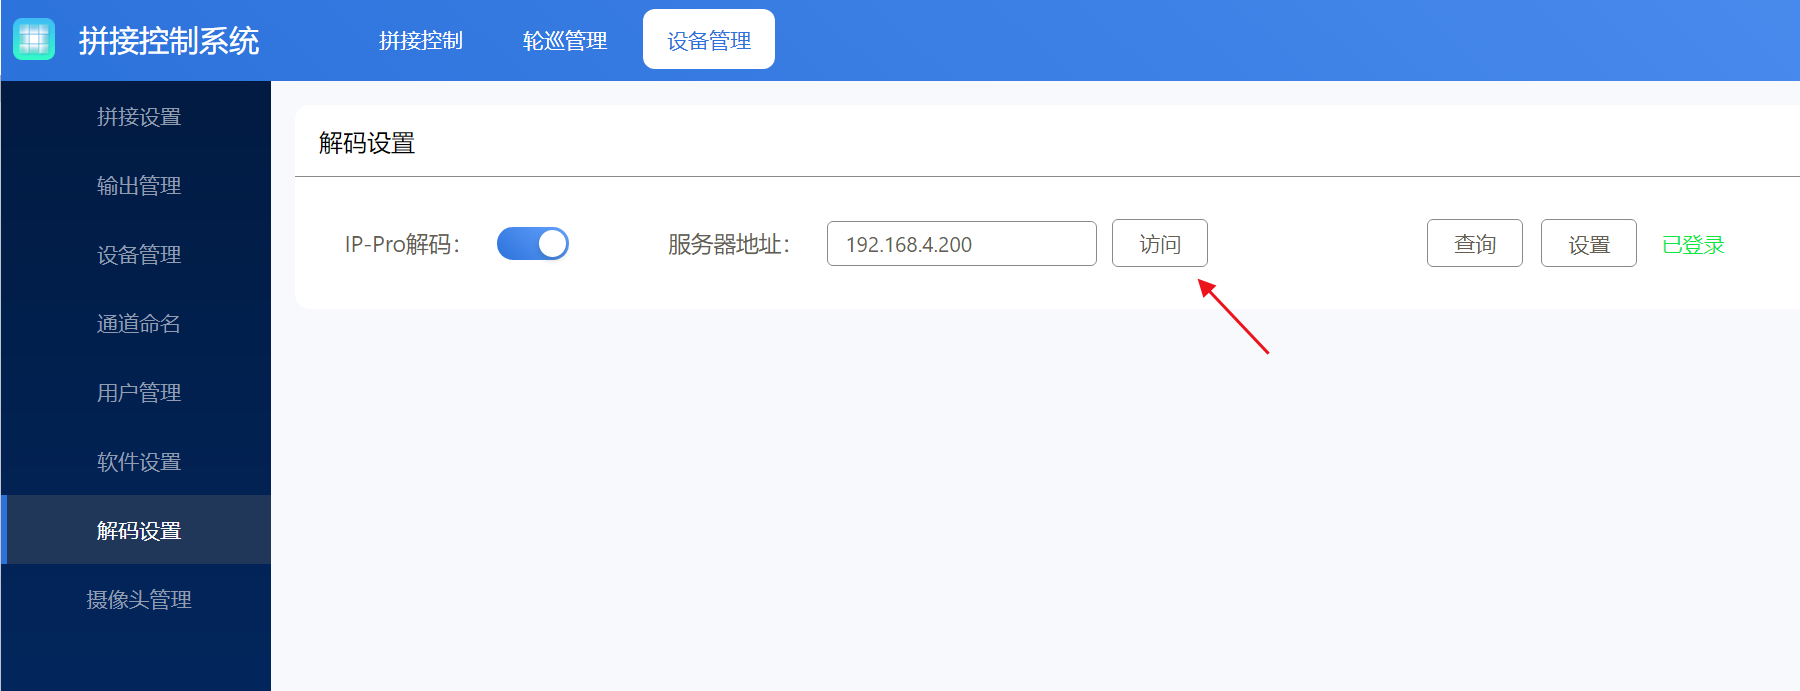 拼接控制系统 拼接控制 轮巡管理 设备管理
拼接设置
输出管理
设备管理
通道命名
用户管理
软件设置
解码设置
摄像头管理
解码设置
IP-Pro解码： 服务器地址： 192.168.4.200 访问 查询 设置 已登录